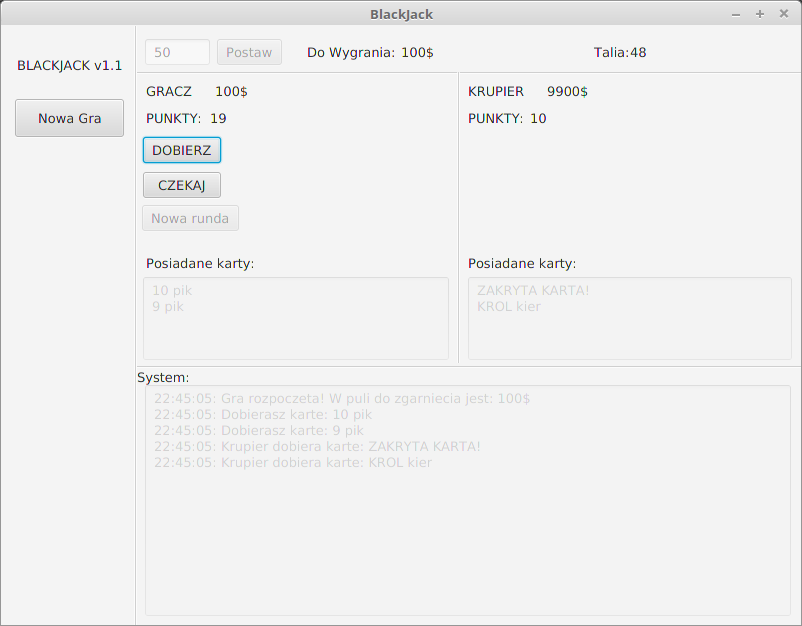 BlackJack
BLACKJACK v1.1
Nowa Gra
50 Postaw Do Wygrania: 100$ Talia:48
GRACZ 100$
PUNKTY: 19
DOBIERZ
CZEKAJ
Nowa runda
Posiadane karty:
10 pik
9 pik
KRUPIER 9900$
PUNKTY: 10
Posiadane karty:
ZAKRYTA KARTA!
KROL kier
System:
22:45:05: Gra rozpoczeta! W puli do zgarniecia jest: 100$
22:45:05: Dobierasz karte: 10 pik
22:45:05: Dobierasz karte: 9 pik
22:45:05: Krupier dobiera karte: ZAKRYTA KARTA!
22:45:05: Krupier dobiera karte: KROL kier